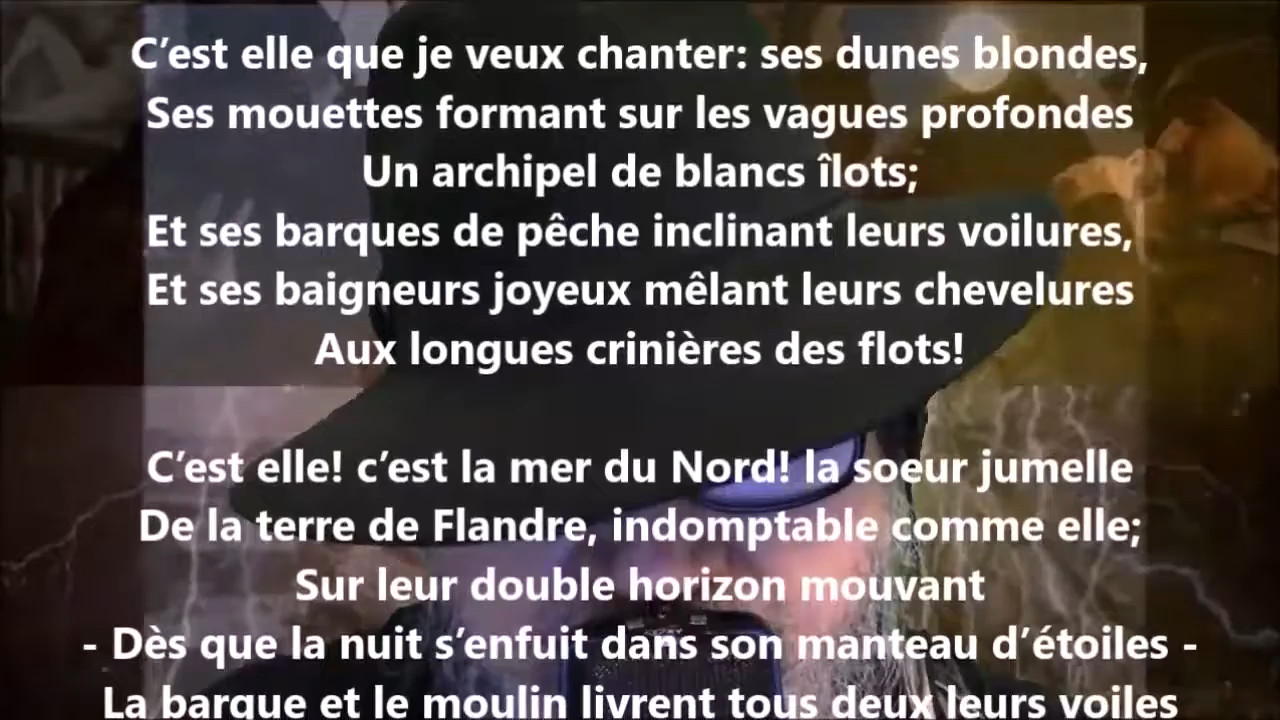 C’est elle que je veux chanter: ses dunes blondes,
Ses mouettes formant sur les vagues profondes
Un archipel de blancs îlots;
Et ses barques de pêche inclinant leurs voilures,
Et ses baigneurs joyeux mêlant leurs chevelures
Aux longues crinières des flots!
C’est elle! c’est la mer du Nord! la soeur jumelle
De la terre de Flandre, indomptable comme elle;
Sur leur double horizon mouvant
- Dès que la nuit s’enfuit dans son manteau d’étoiles -
La barque et le moulin livrent tous deux leurs voiles